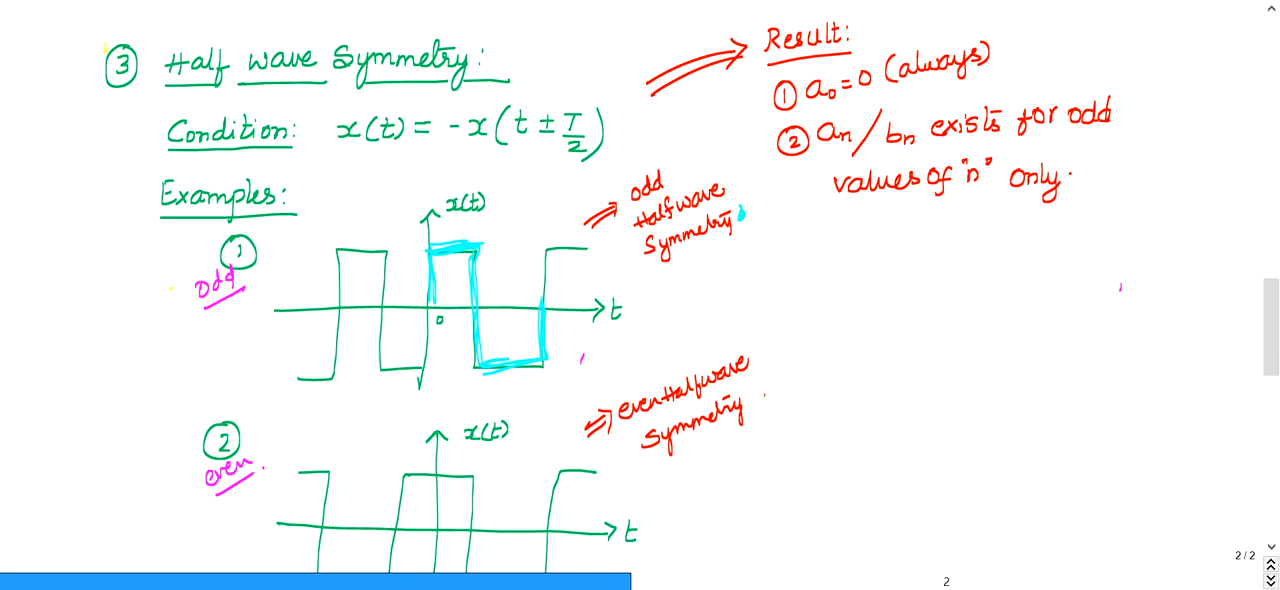 ③ Half wave Symmetry:
Condition: x(t) = -x(t ± T/2)
Examples:
①
odd
x(t)
0
t
②
even.
x(t)
t
Result:
① a₀=0 (always)
② aₙ/bₙ exists for odd
values of "n" only.
odd
Halfwave
Symmetry
even Halfwave
Symmetry
2 / 2
2